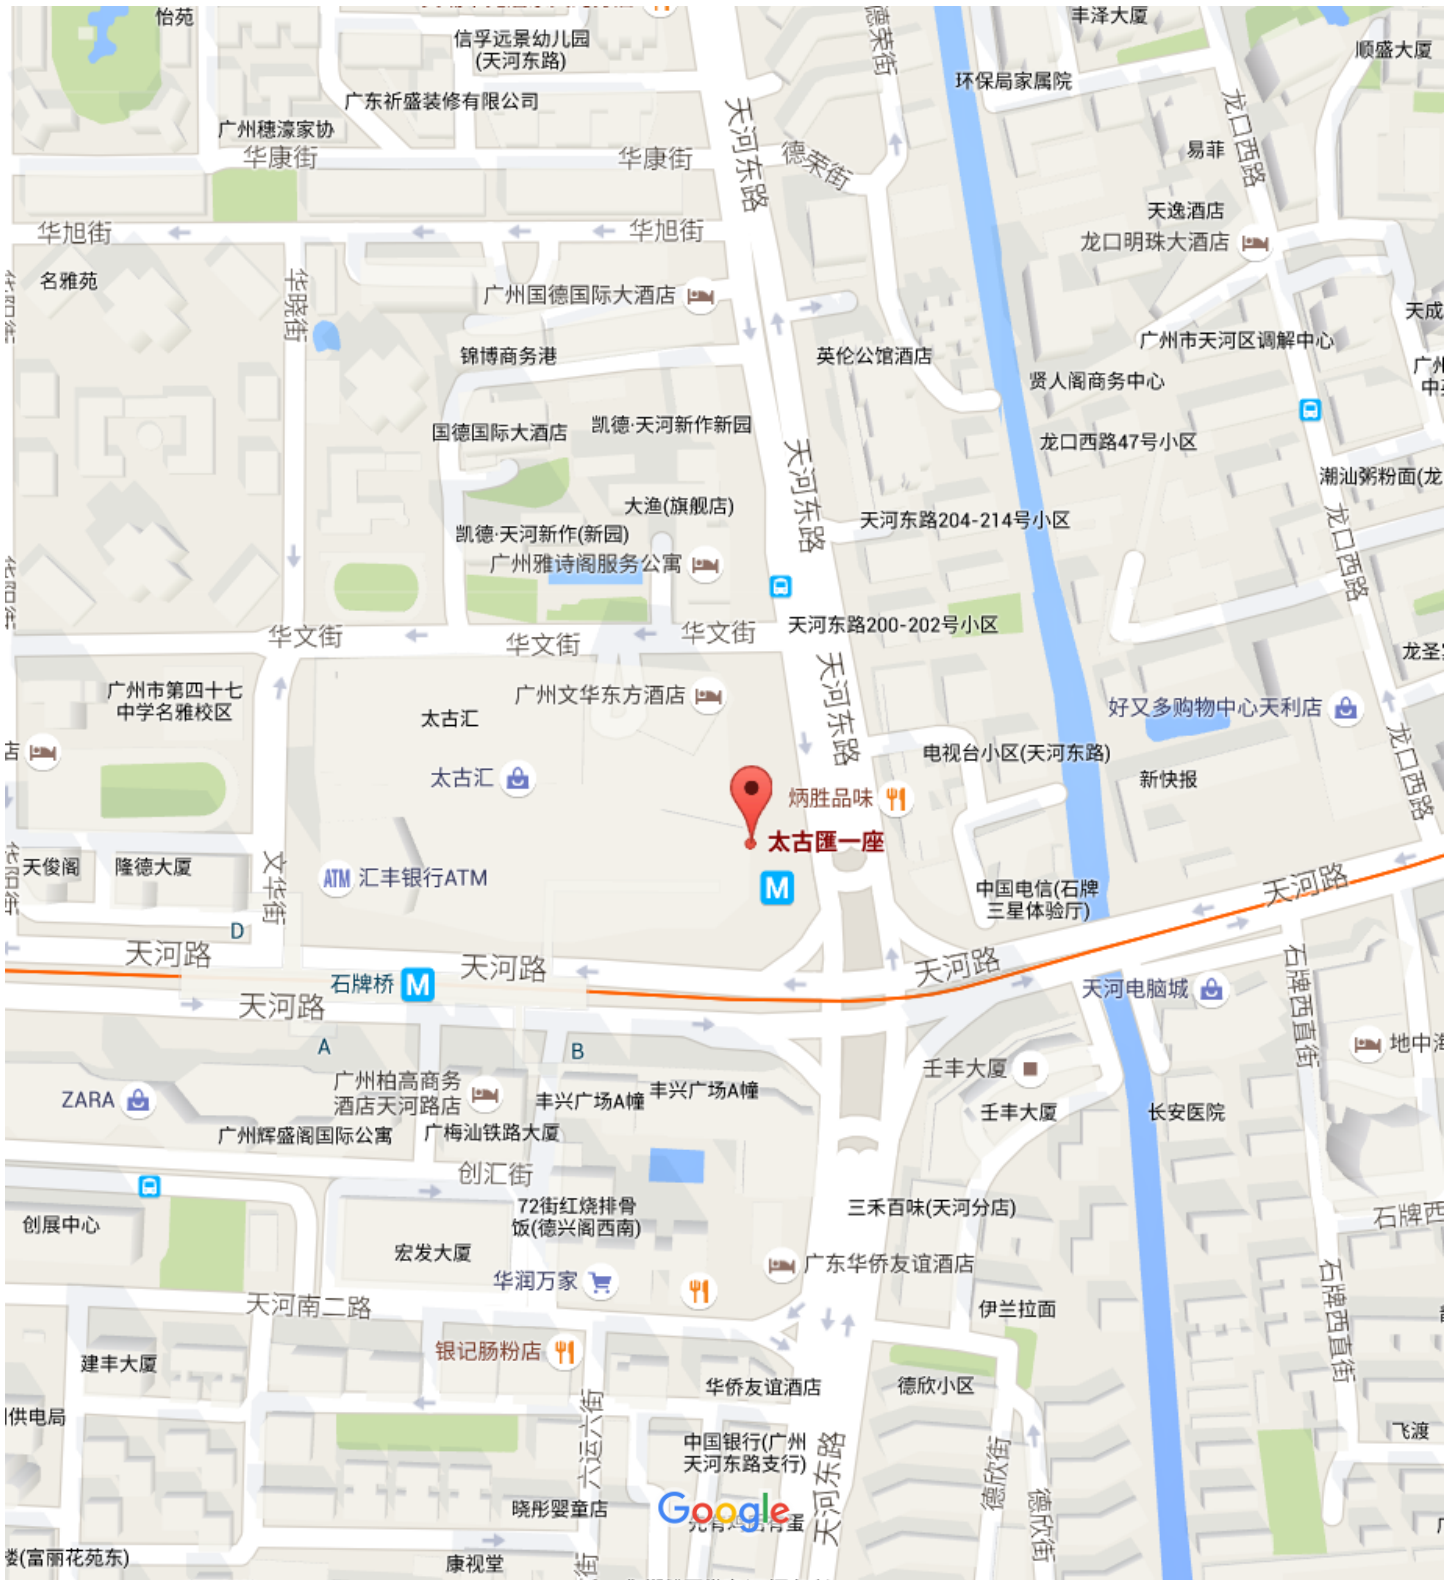 怡苑
信孚远景幼儿园
(天河东路)
德荣街
丰泽大厦
顺盛大厦
环保局家属院
广东祈盛装修有限公司
广州穗濠家协
华康街
华康街
天河东路
德荣街
龙口西路
易菲
天逸酒店
龙口明珠大酒店
华旭街
华旭街
名雅苑
华晓街
广州国德国际大酒店
天成
锦博商务港
英伦公馆酒店
广州市天河区调解中心
贤人阁商务中心
国德国际大酒店
凯德·天河新作新园
龙口西路47号小区
天河东路
潮汕粥粉面(龙
大渔(旗舰店)
凯德·天河新作(新园)
天河东路204-214号小区
龙口西路
广州雅诗阁服务公寓
华文街
华文街
华文街
天河东路200-202号小区
天河东路
广州市第四十七
中学名雅校区
广州文华东方酒店
太古汇
好又多购物中心天利店
店
龙口西路
电视台小区(天河东路)
太古汇
新快报
炳胜品味
太古匯一座
天俊阁
隆德大厦
文华街
ATM 汇丰银行ATM
M
中国电信(石牌
三星体验厅)
天河路
D
天河路
天河路
天河路
石牌桥 M
天河路
天河电脑城
石牌西直街
A
B
地中海
壬丰大厦
广州柏高商务
酒店天河路店
丰兴广场A幢
丰兴广场A幢
ZARA
壬丰大厦
长安医院
广州辉盛阁国际公寓
广梅汕铁路大厦
创汇街
72街红烧排骨
饭(德兴阁西南)
三禾百味(天河分店)
石牌西
创展中心
宏发大厦
广东华侨友谊酒店
华润万家
石牌西直街
天河南二路
伊兰拉面
银记肠粉店
建丰大厦
华侨友谊酒店
德欣小区
供电局
六运六街
中国银行(广州
天河东路支行)
天河东路
飞渡
德欣街
德欣街
晓彤婴童店
Google
楼(富丽花苑东)
康视堂
街